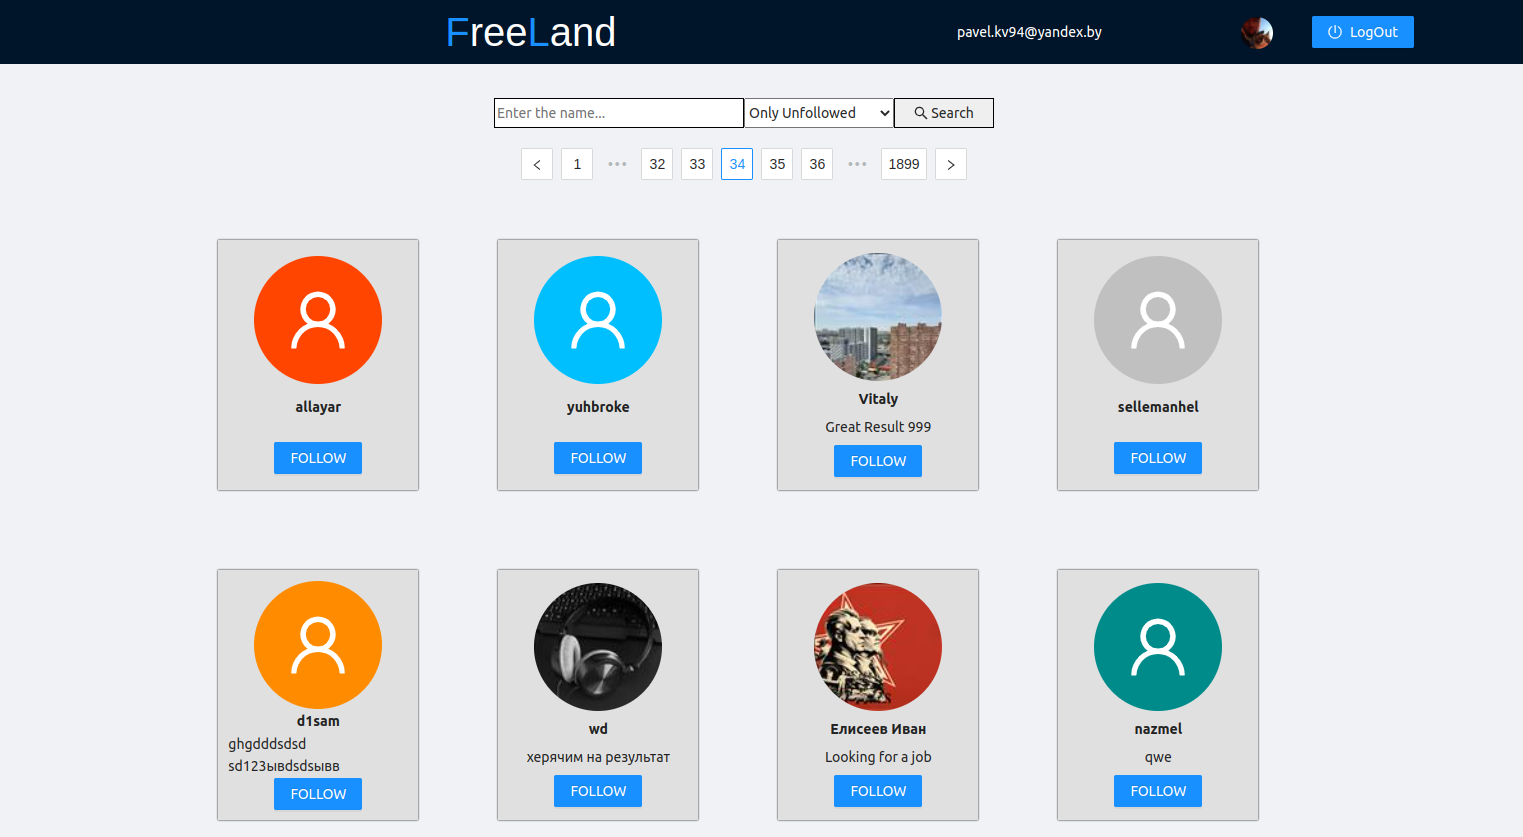 FreeLand
pavel.kv94@yandex.by
LogOut
Enter the name...
Only Unfollowed
Search
< 1 ••• 32 33 34 35 36 ••• 1899 >
allayar
FOLLOW
yuhbroke
FOLLOW
Vitaly
Great Result 999
FOLLOW
sellemanhel
FOLLOW
d1sam
ghgdddsdsd
sd123ывdsdsывв
FOLLOW
wd
херячим на результат
FOLLOW
Елисеев Иван
Looking for a job
FOLLOW
nazmel
qwe
FOLLOW